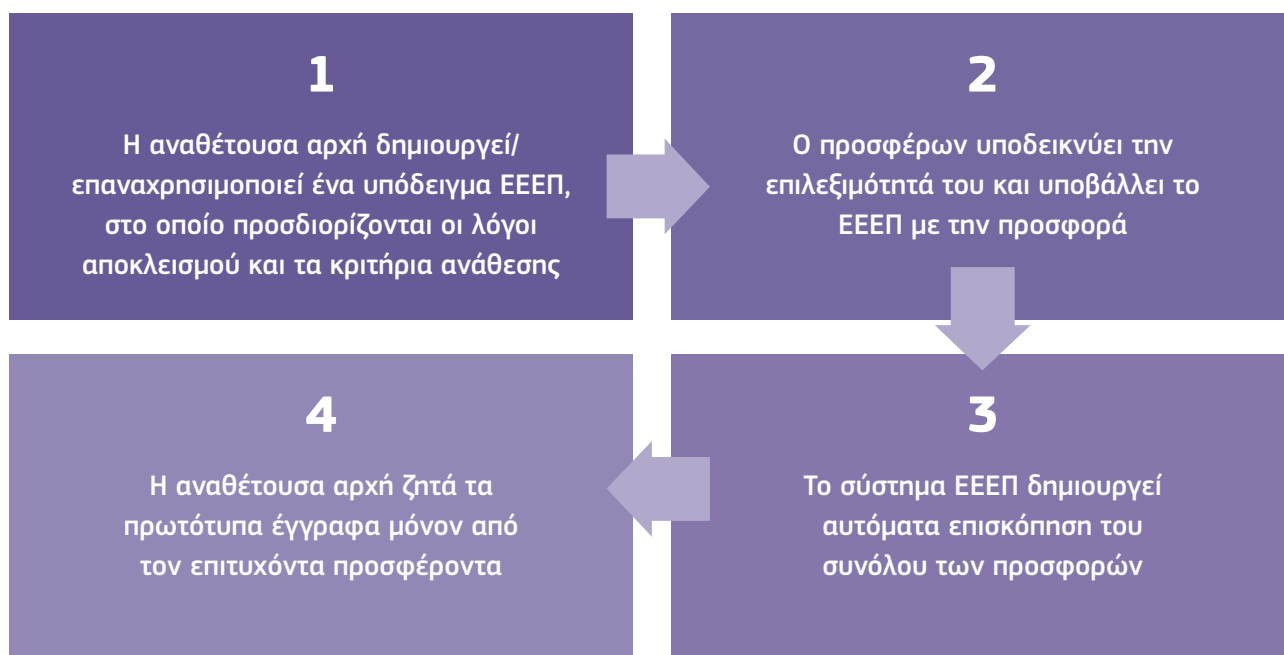 1
Η αναθέτουσα αρχή δημιουργεί/
επαναχρησιμοποιεί ένα υπόδειγμα ΕΕΕΠ,
στο οποίο προσδιορίζονται οι λόγοι
αποκλεισμού και τα κριτήρια ανάθεσης
2
Ο προσφέρων υποδεικνύει την
επιλεξιμότητά του και υποβάλλει το
ΕΕΕΠ με την προσφορά
3
Το σύστημα ΕΕΕΠ δημιουργεί
αυτόματα επισκόπηση του
συνόλου των προσφορών
4
Η αναθέτουσα αρχή ζητά τα
πρωτότυπα έγγραφα μόνον από
τον επιτυχόντα προσφέροντα